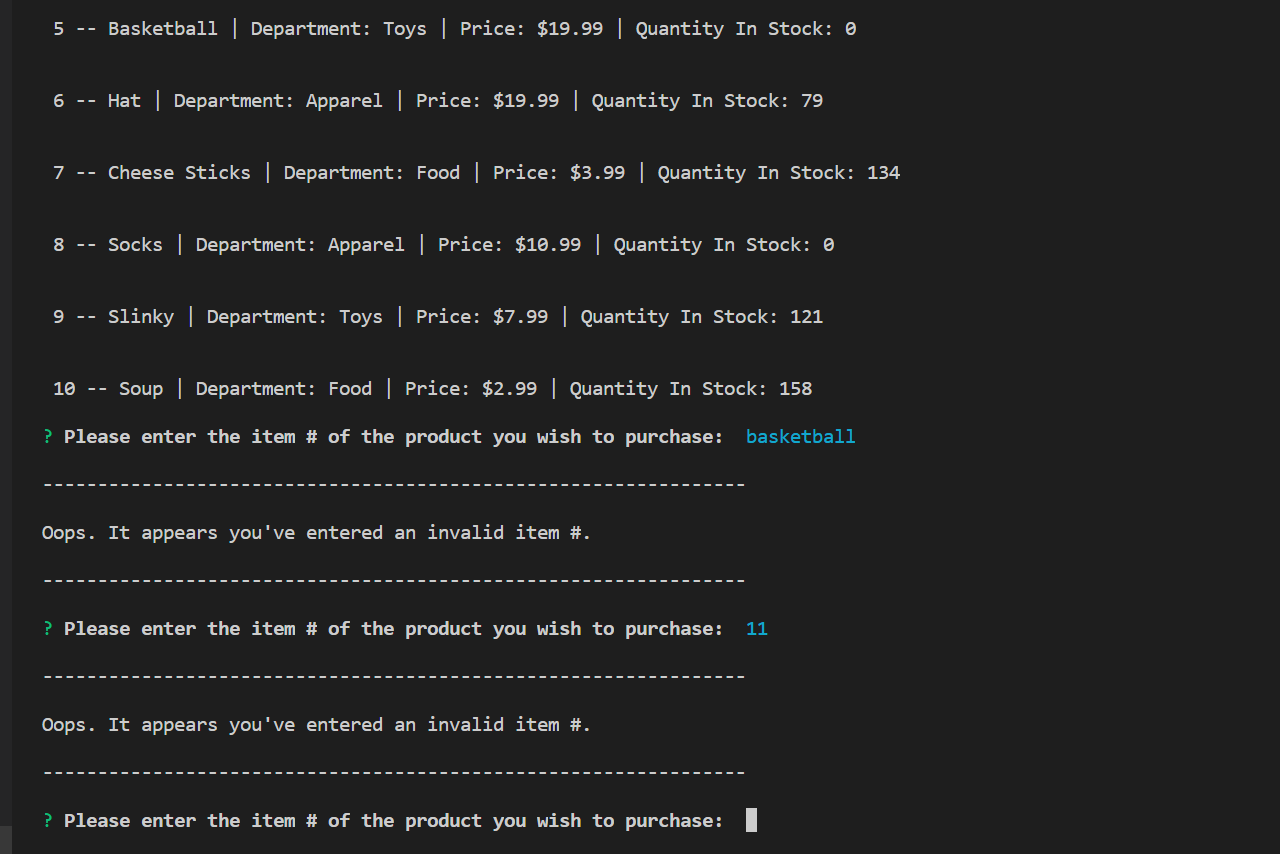 5 -- Basketball | Department: Toys | Price: $19.99 | Quantity In Stock: 0
6 -- Hat | Department: Apparel | Price: $19.99 | Quantity In Stock: 79
7 -- Cheese Sticks | Department: Food | Price: $3.99 | Quantity In Stock: 134
8 -- Socks | Department: Apparel | Price: $10.99 | Quantity In Stock: 0
9 -- Slinky | Department: Toys | Price: $7.99 | Quantity In Stock: 121
10 -- Soup | Department: Food | Price: $2.99 | Quantity In Stock: 158
? Please enter the item # of the product you wish to purchase:  basketball
----------------------------------------------------------------
Oops. It appears you've entered an invalid item #.
----------------------------------------------------------------
? Please enter the item # of the product you wish to purchase:  11
----------------------------------------------------------------
Oops. It appears you've entered an invalid item #.
----------------------------------------------------------------
? Please enter the item # of the product you wish to purchase: